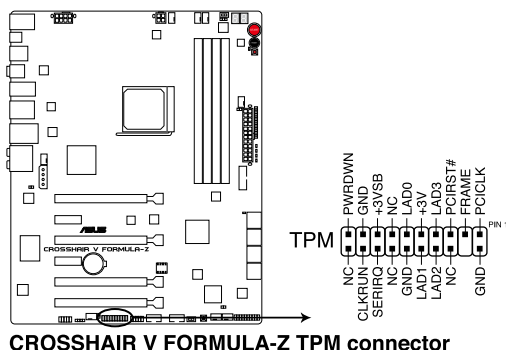 PWRDWN
GND
+3VSB
NC
LAD0
+3V
LAD3
PCIRST#
FRAME
PCICLK
TPM
PIN 1
NC
CLKRUN
SERIRQ
NC
GND
LAD1
LAD2
NC
GND
ASUS
CROSSHAIR V FORMULA-Z
CROSSHAIR V FORMULA-Z TPM connector